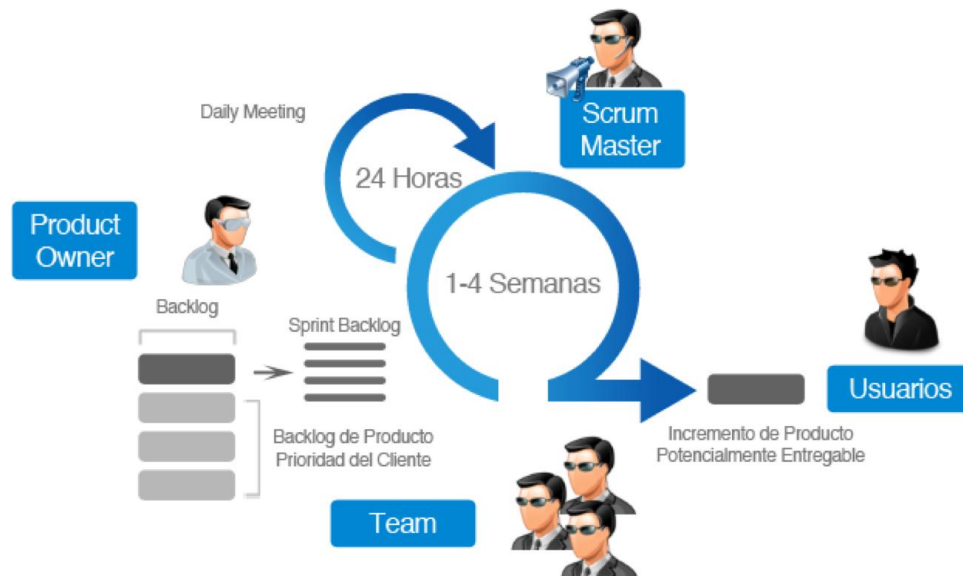 Daily Meeting
Scrum
Master
24 Horas
Product
Owner
1-4 Semanas
Backlog
Sprint Backlog
Usuarios
Backlog de Producto
Prioridad del Cliente
Incremento de Producto
Potencialmente Entregable
Team